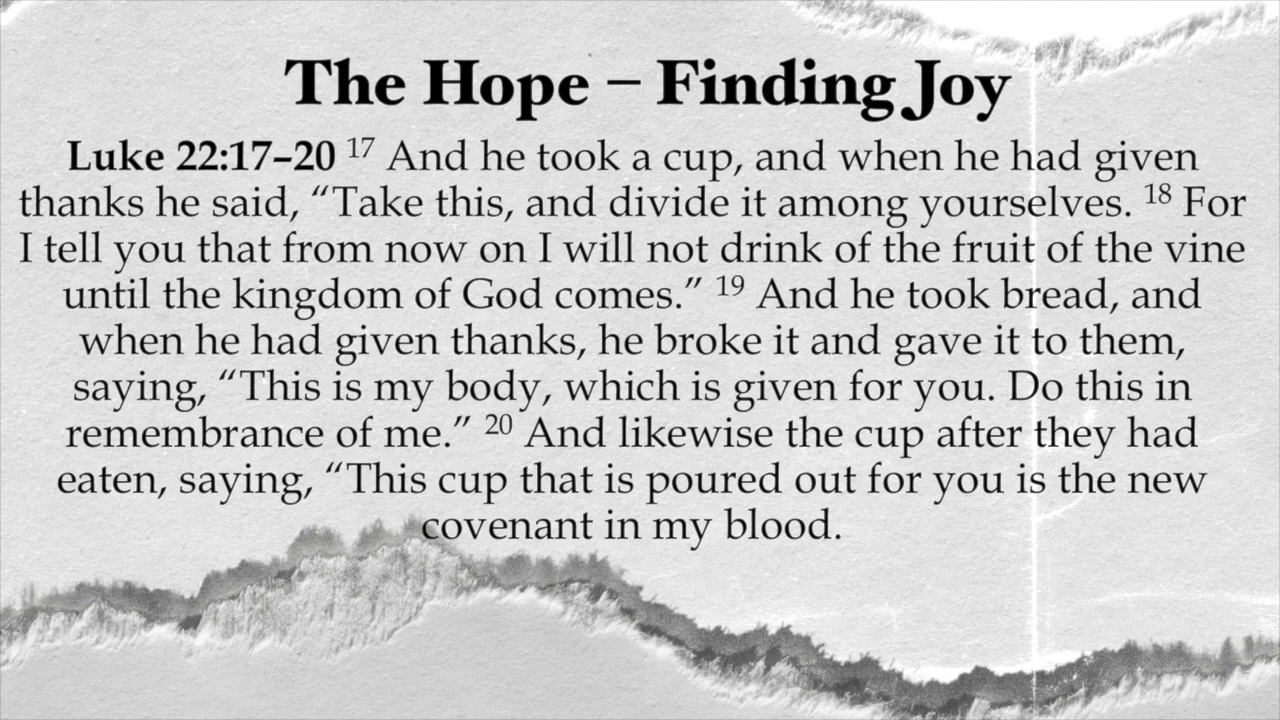 The Hope – Finding Joy
Luke 22:17–20 ¹⁷ And he took a cup, and when he had given
thanks he said, “Take this, and divide it among yourselves. ¹⁸ For
I tell you that from now on I will not drink of the fruit of the vine
until the kingdom of God comes.” ¹⁹ And he took bread, and
when he had given thanks, he broke it and gave it to them,
saying, “This is my body, which is given for you. Do this in
remembrance of me.” ²⁰ And likewise the cup after they had
eaten, saying, “This cup that is poured out for you is the new
covenant in my blood.